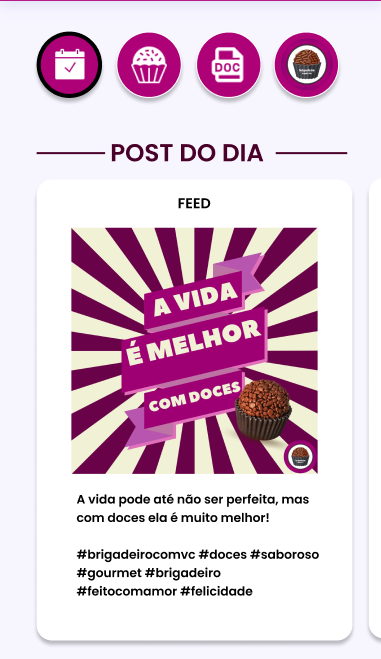 DOC
POST DO DIA
FEED
A VIDA
É MELHOR
COM DOCES
A vida pode até não ser perfeita, mas
com doces ela é muito melhor!
#brigadeirocomvc #doces #saboroso
#gourmet #brigadeiro
#feitocomamor #felicidade